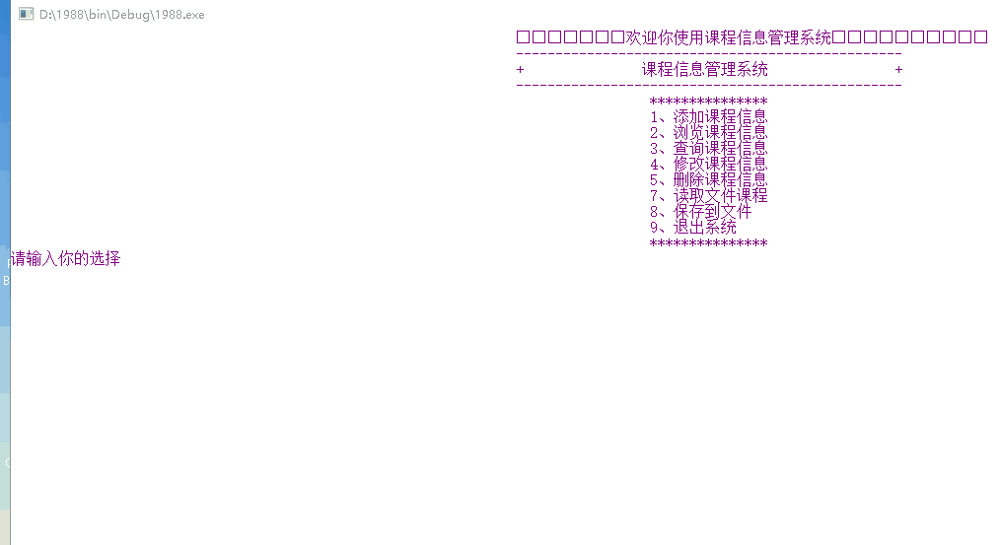 D:\1988\bin\Debug\1988.exe
□□□□□□□欢迎你使用课程信息管理系统□□□□□□□□□□
-------------------------------------------------
+ 课程信息管理系统 +
-------------------------------------------------
***************
1、添加课程信息
2、浏览课程信息
3、查询课程信息
4、修改课程信息
5、删除课程信息
7、读取文件课程
8、保存到文件
9、退出系统
***************
请输入你的选择